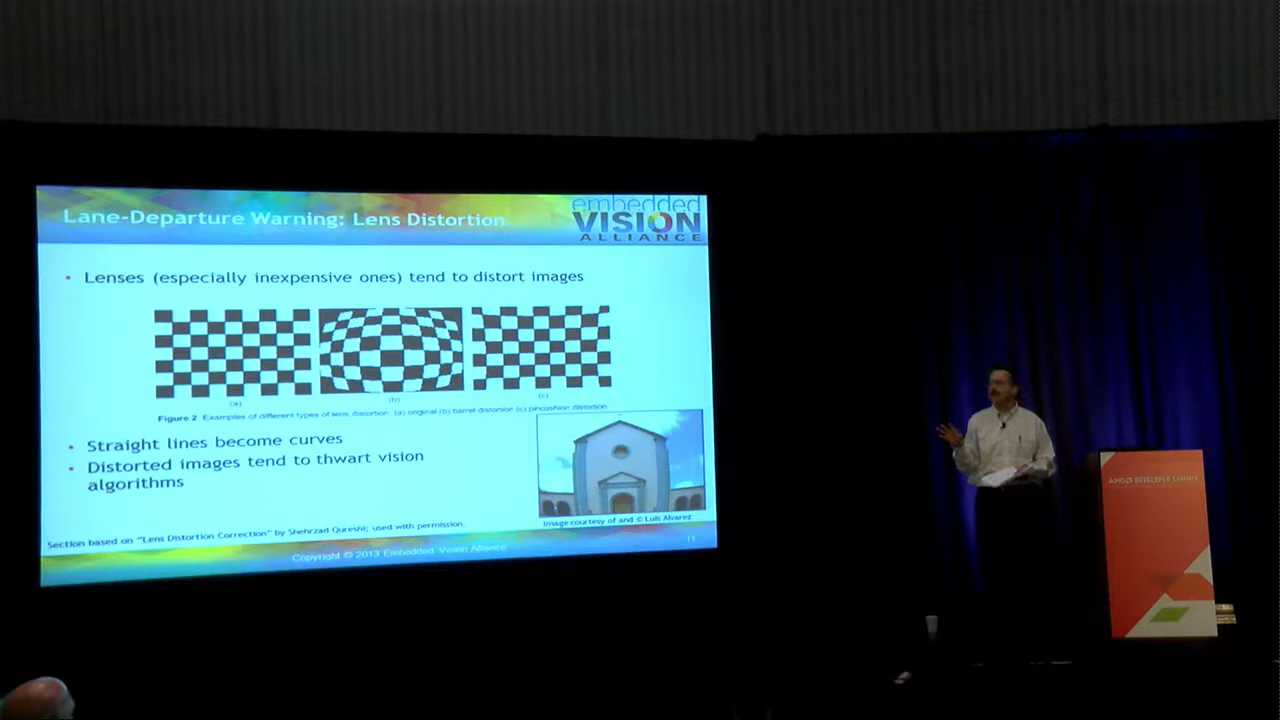 Lane-Departure Warning: Lens Distortion
embedded
VISION
ALLIANCE
• Lenses (especially inexpensive ones) tend to distort images
(a)
(b)
(c)
Figure 2. Examples of different types of lens distortion. (a) original (b) barrel distortion (c) pincushion distortion
• Straight lines become curves
• Distorted images tend to thwart vision
algorithms
Image courtesy of and © Luis Alvarez
Section based on "Lens Distortion Correction" by Shehrzad Qureshi; used with permission.
Copyright © 2013 Embedded Vision Alliance
11
AMD21 DEVELOPER SUMMIT